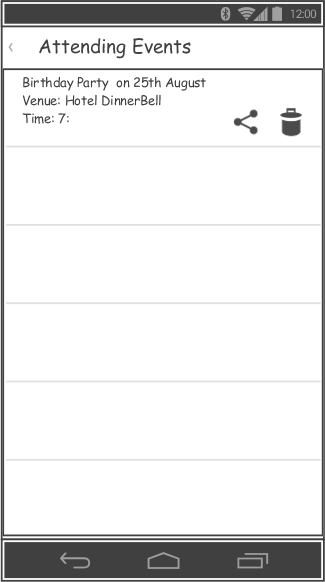 12:00
Attending Events
Birthday Party on 25th August
Venue: Hotel DinnerBell
Time: 7: